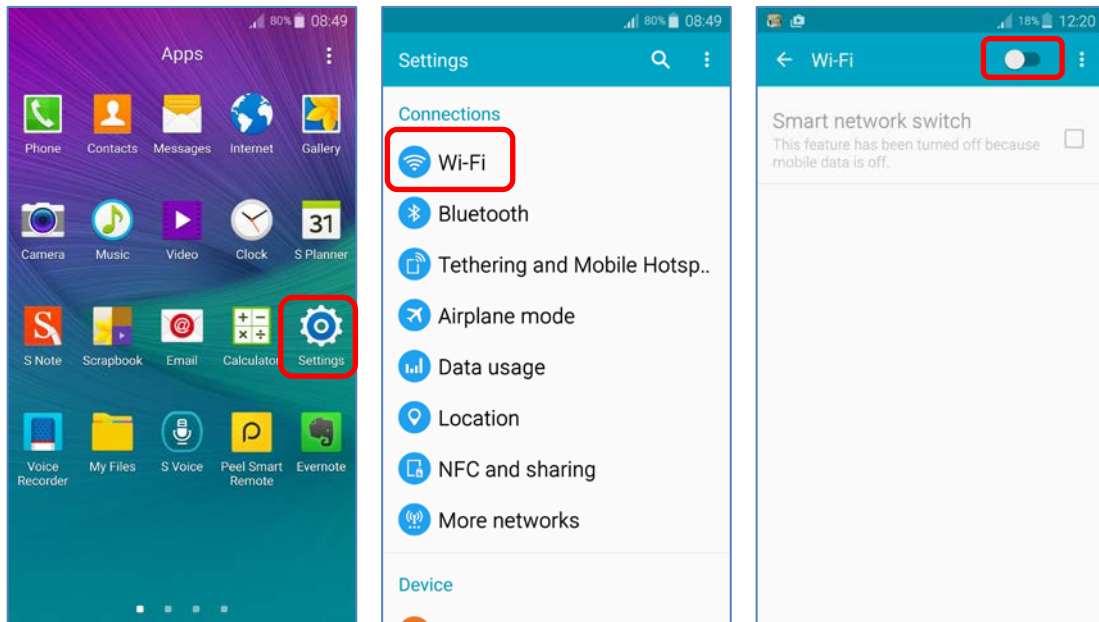 80% 08:49
Apps
Phone Contacts Messages Internet Gallery
31
Camera Music Video Clock S Planner
S @ + − × ÷
S Note Scrapbook Email Calculator Settings
Voice Recorder My Files S Voice Peel Smart Remote Evernote
80% 08:49
Settings
Connections
Wi-Fi
Bluetooth
Tethering and Mobile Hotsp..
Airplane mode
Data usage
Location
NFC and sharing
More networks
Device
18% 12:20
Wi-Fi
Smart network switch
This feature has been turned off because
mobile data is off.